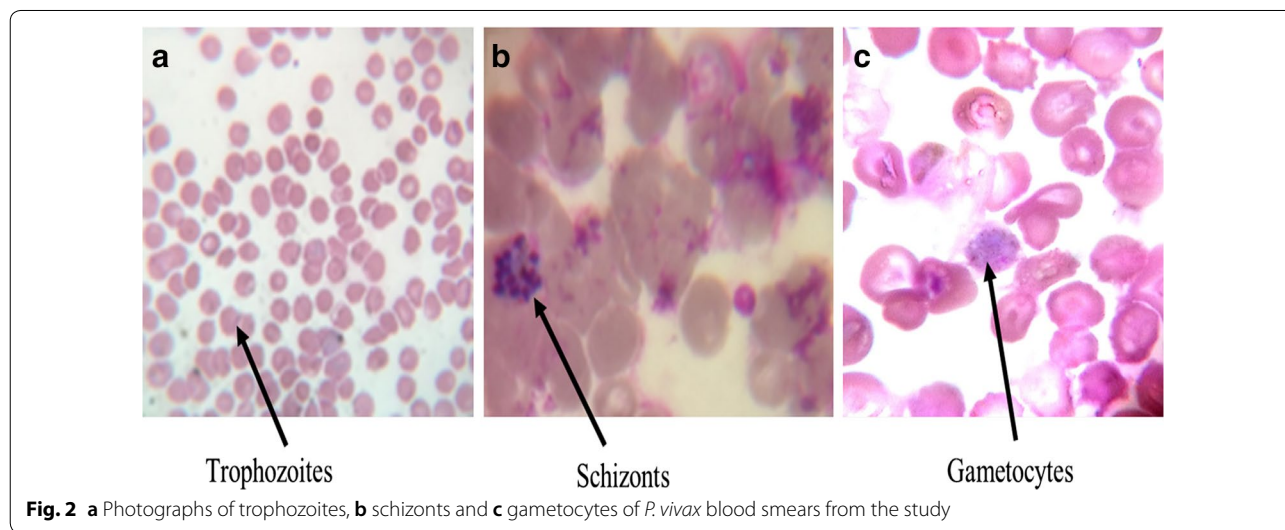 a
b
c
Trophozoites
Schizonts
Gametocytes
Fig. 2 a Photographs of trophozoites, b schizonts and c gametocytes of P. vivax blood smears from the study